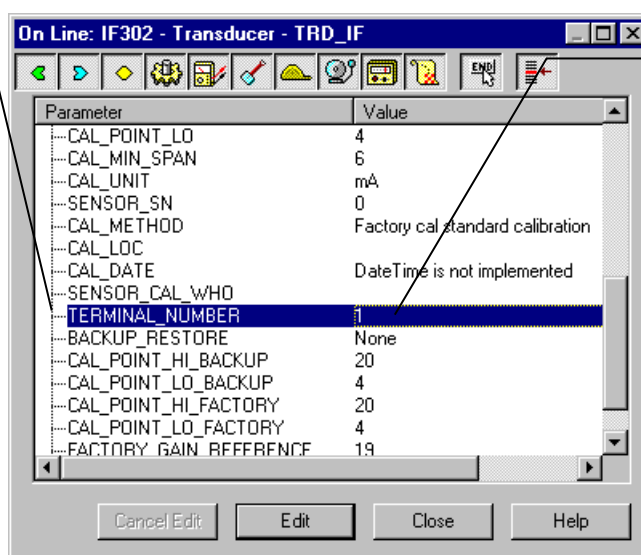 On Line: IF302 - Transducer - TRD_IF
END
Parameter Value
CAL_POINT_LO 4
CAL_MIN_SPAN 6
CAL_UNIT mA
SENSOR_SN 0
CAL_METHOD Factory cal standard calibration
CAL_LOC
CAL_DATE DateTime is not implemented
SENSOR_CAL_WHO
TERMINAL_NUMBER 1
BACKUP_RESTORE None
CAL_POINT_HI_BACKUP 20
CAL_POINT_LO_BACKUP 4
CAL_POINT_HI_FACTORY 20
CAL_POINT_LO_FACTORY 4
FACTORY_GAIN_REFERENCE 19
Cancel Edit Edit Close Help